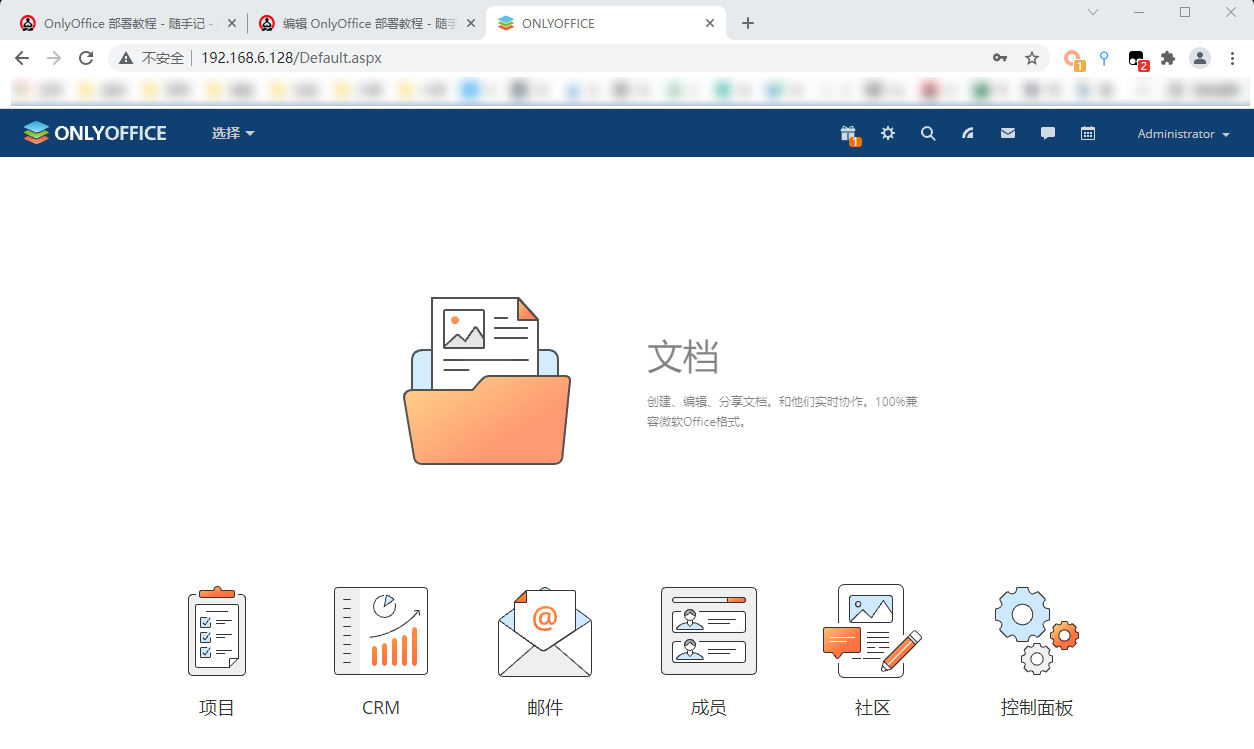 OnlyOffice 部署教程 - 随手记 -
编辑 OnlyOffice 部署教程 - 随手
ONLYOFFICE
不安全
192.168.6.128/Default.aspx
1
2
ONLYOFFICE
选择
1
Administrator
文档
创建、编辑、分享文档。和他们实时协作。100%兼
容微软Office格式。
@
项目
CRM
邮件
成员
社区
控制面板